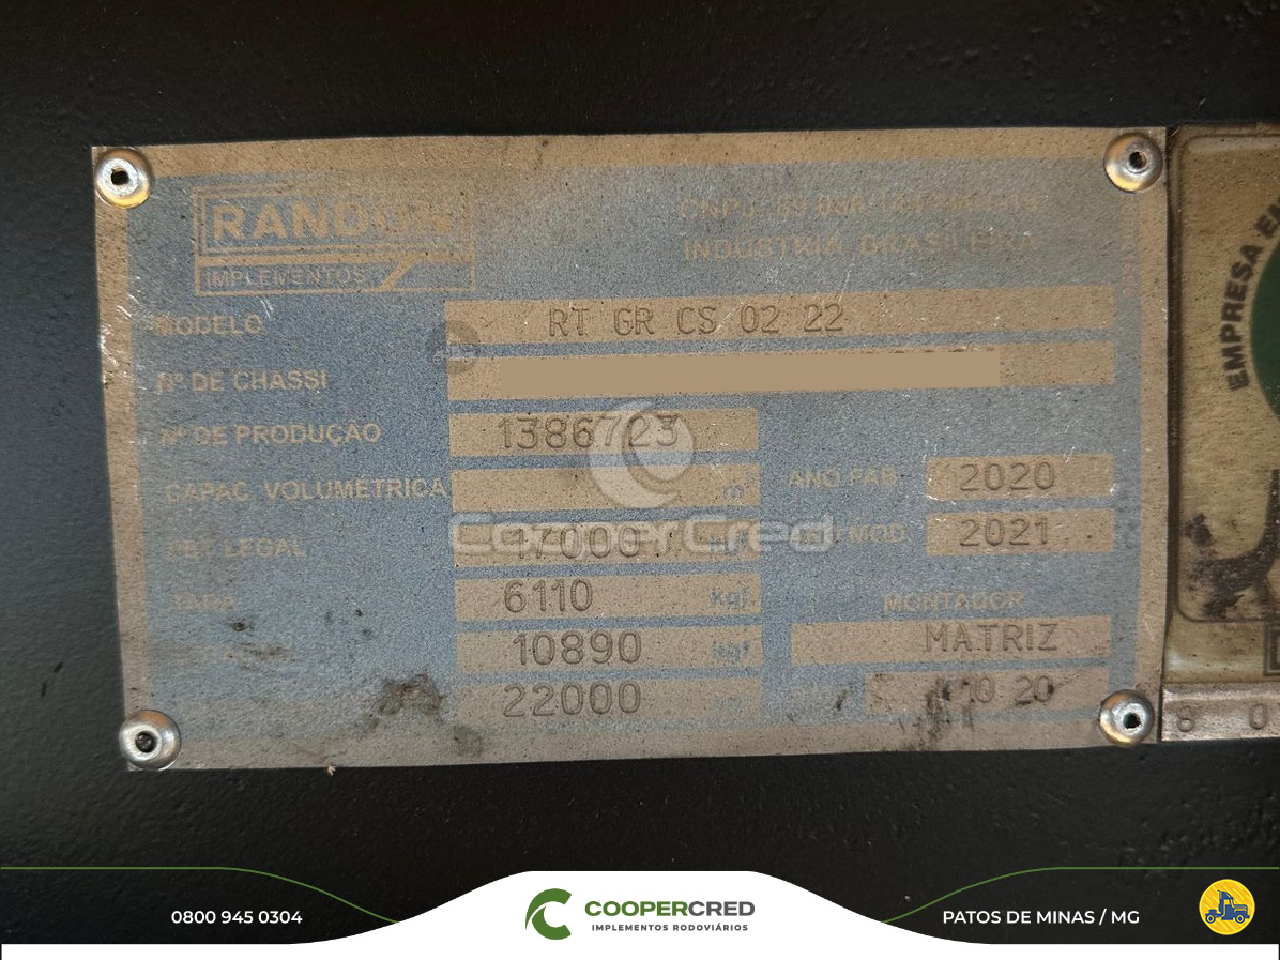 RANDON
IMPLEMENTOS
INDUSTRIA BRASILEIRA
MODELO RT GR CS 02 22
Nº DE CHASSI
Nº DE PRODUÇÃO 1386723
CAPAC VOLUMETRICA m³ ANO FAB 2020
PBT LEGAL 17000 MOD 2021
TARA 6110 kgf. MONTADOR
10890 kgf MATRIZ
22000 10 20
CooperCred
EMPRESA
8 0
0800 945 0304
COOPERCRED
IMPLEMENTOS RODOVIÁRIOS
PATOS DE MINAS / MG